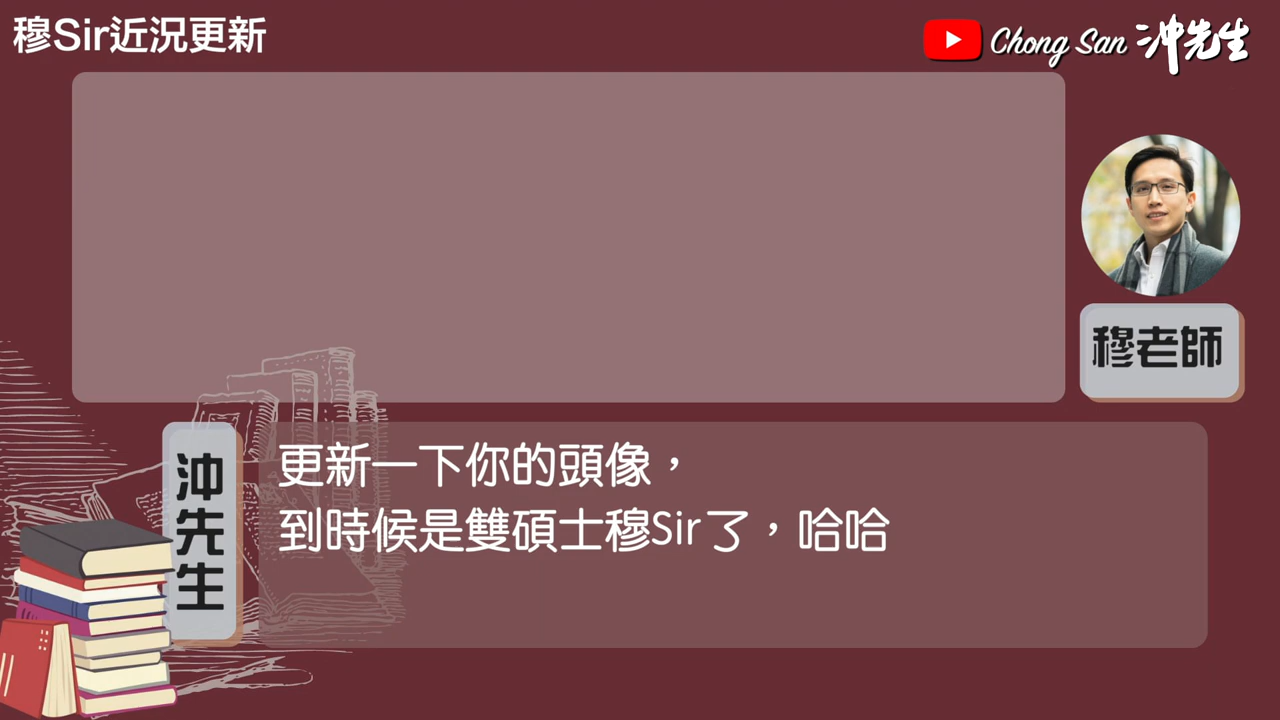 穆Sir近況更新
Chong San 沖先生
穆老師
沖先生
更新一下你的頭像，
到時候是雙碩士穆Sir了，哈哈